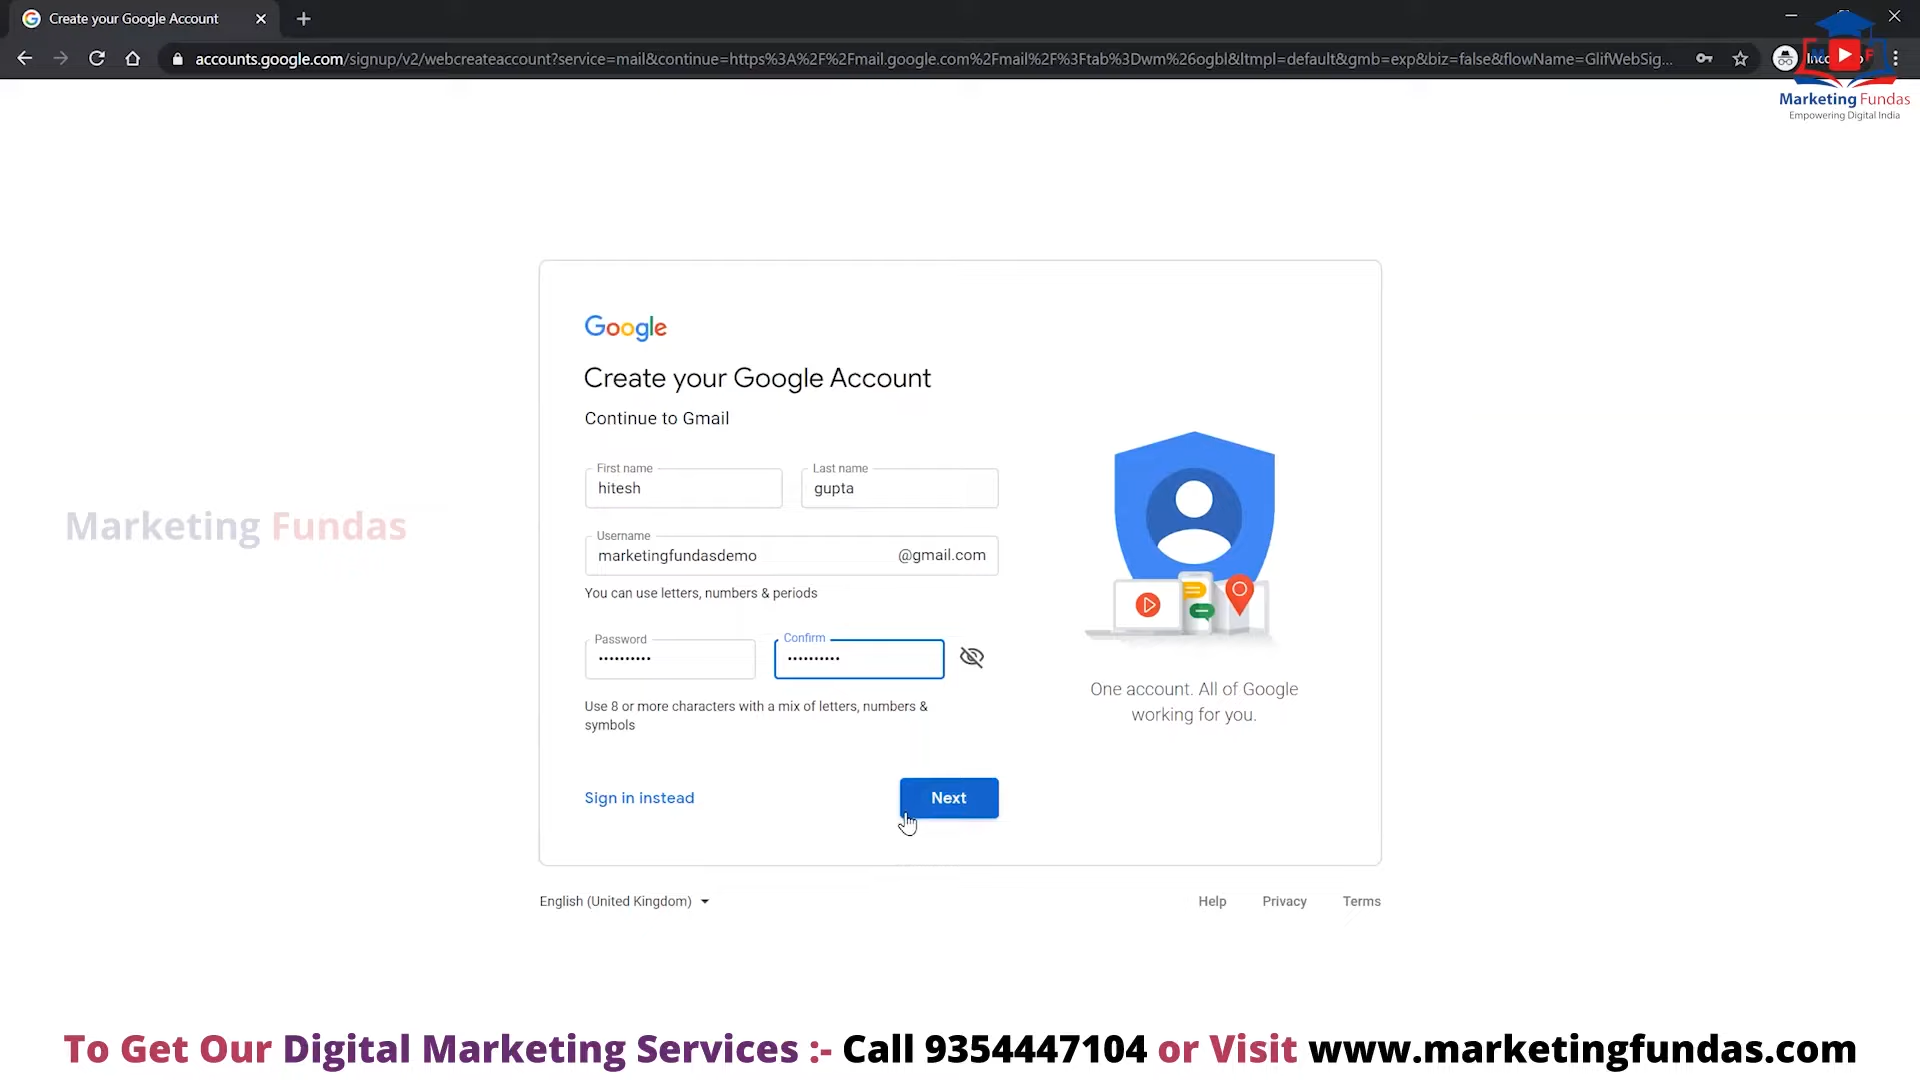 Create your Google Account
accounts.google.com/signup/v2/webcreateaccount?service=mail&continue=https%3A%2F%2Fmail.google.com%2Fmail%2F%3Ftab%3Dwm%26ogbl&ltmpl=default&gmb=exp&biz=false&flowName=GlifWebSig...
Marketing Fundas
Empowering Digital India
Google
Create your Google Account
Continue to Gmail
First name
hitesh
Last name
gupta
Marketing Fundas
Username
marketingfundasdemo @gmail.com
You can use letters, numbers & periods
Password
••••••••••
Confirm
••••••••••
Use 8 or more characters with a mix of letters, numbers &
symbols
One account. All of Google
working for you.
Sign in instead
Next
English (United Kingdom)
Help
Privacy
Terms
To Get Our Digital Marketing Services :- Call 9354447104 or Visit www.marketingfundas.com